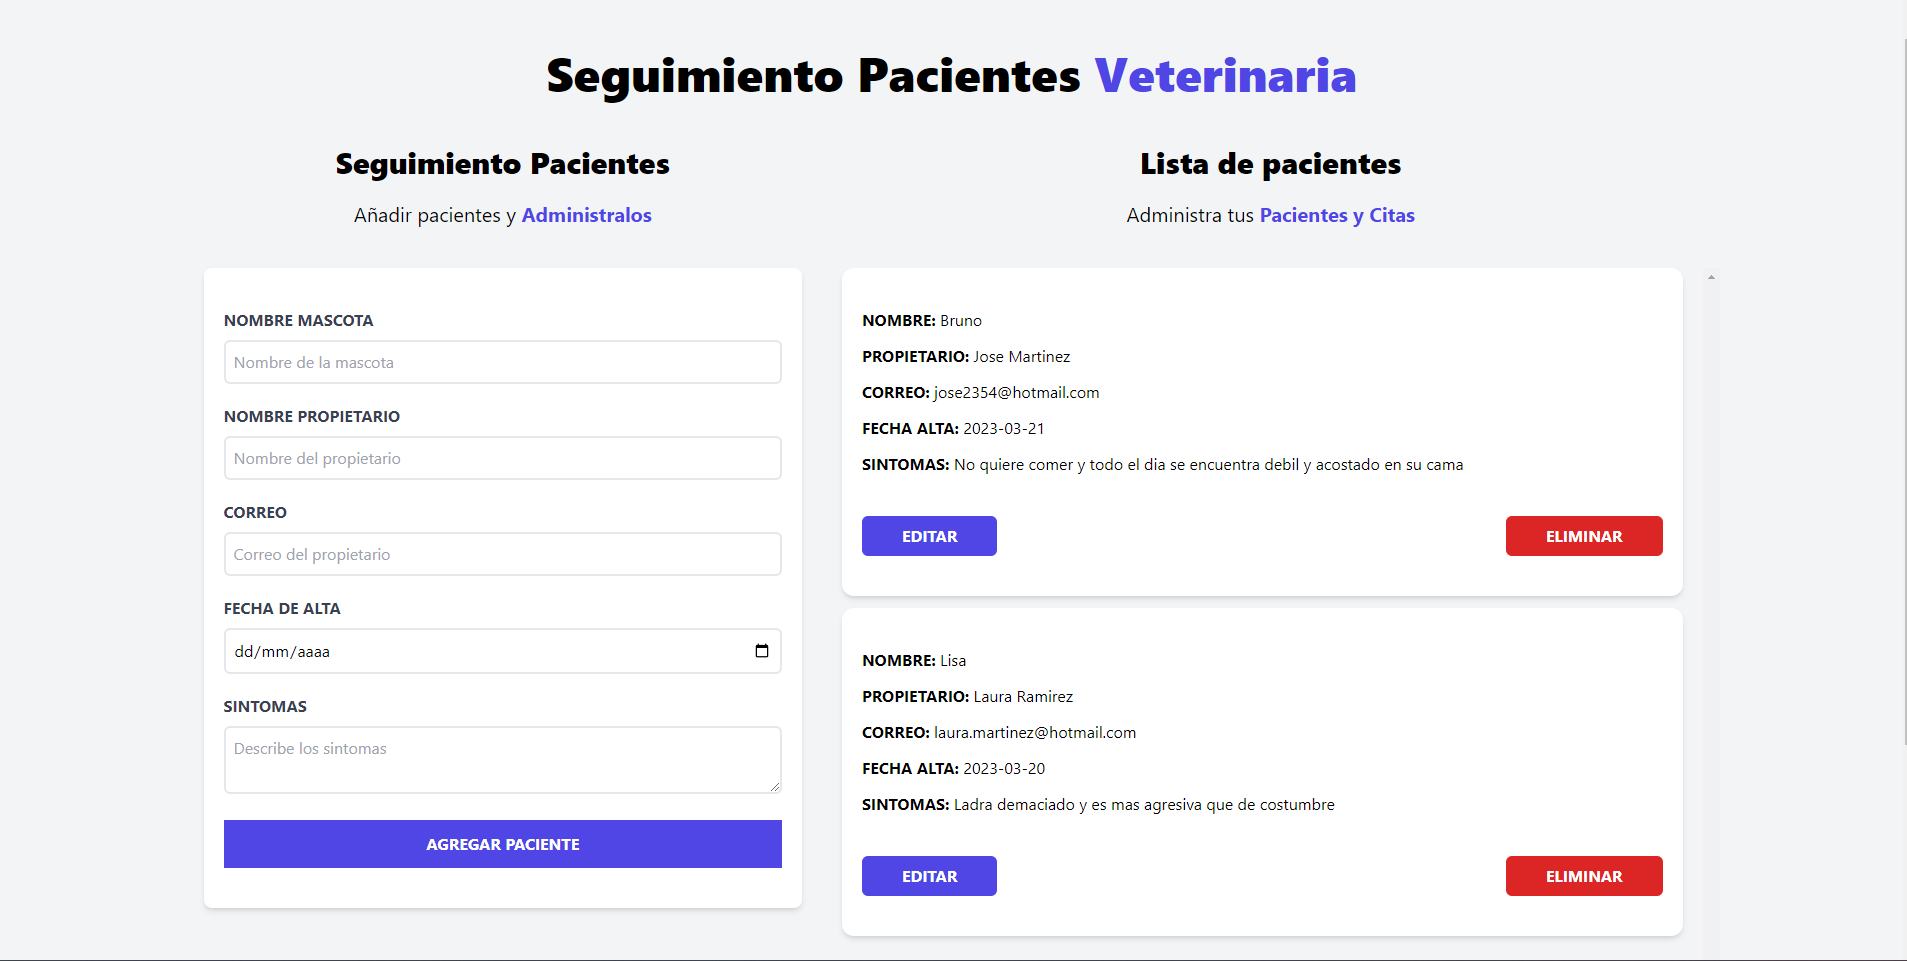 Seguimiento Pacientes Veterinaria
Seguimiento Pacientes
Añadir pacientes y Administralos
NOMBRE MASCOTA
Nombre de la mascota
NOMBRE PROPIETARIO
Nombre del propietario
CORREO
Correo del propietario
FECHA DE ALTA
dd/mm/aaaa
SINTOMAS
Describe los sintomas
AGREGAR PACIENTE
Lista de pacientes
Administra tus Pacientes y Citas
NOMBRE: Bruno
PROPIETARIO: Jose Martinez
CORREO: jose2354@hotmail.com
FECHA ALTA: 2023-03-21
SINTOMAS: No quiere comer y todo el dia se encuentra debil y acostado en su cama
EDITAR
ELIMINAR
NOMBRE: Lisa
PROPIETARIO: Laura Ramirez
CORREO: laura.martinez@hotmail.com
FECHA ALTA: 2023-03-20
SINTOMAS: Ladra demaciado y es mas agresiva que de costumbre
EDITAR
ELIMINAR